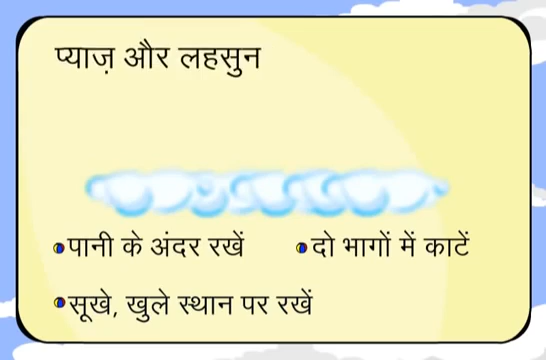 प्याज़ और लहसुन
पानी के अंदर रखें दो भागों में काटें
सूखे, खुले स्थान पर रखें